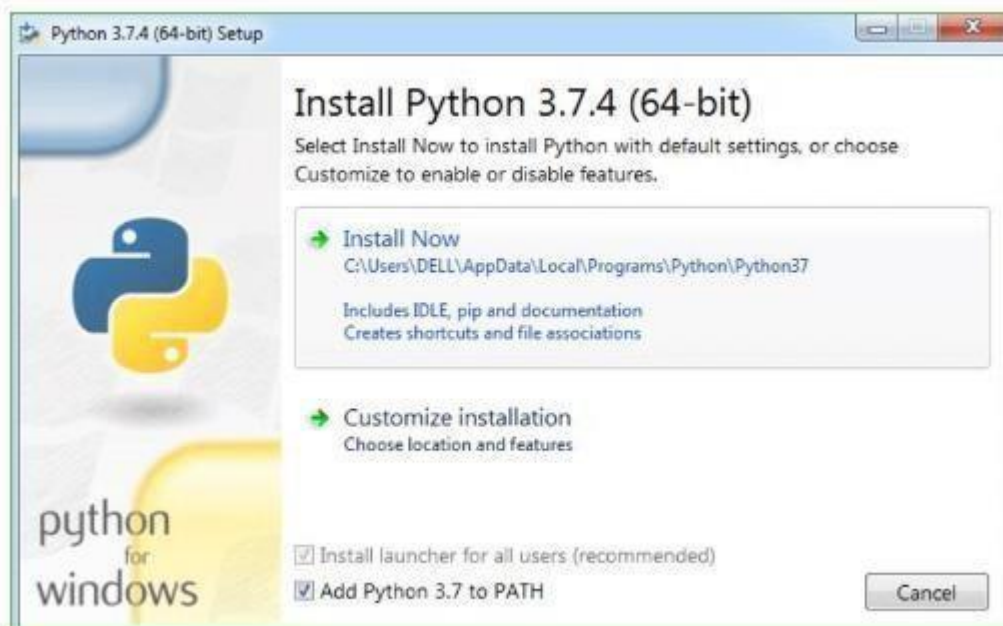 Python 3.7.4 (64-bit) Setup
Install Python 3.7.4 (64-bit)
Select Install Now to install Python with default settings, or choose
Customize to enable or disable features.
Install Now
C:\Users\DELL\AppData\Local\Programs\Python\Python37
Includes IDLE, pip and documentation
Creates shortcuts and file associations
Customize installation
Choose location and features
python
for
windows
Install launcher for all users (recommended)
Add Python 3.7 to PATH
Cancel